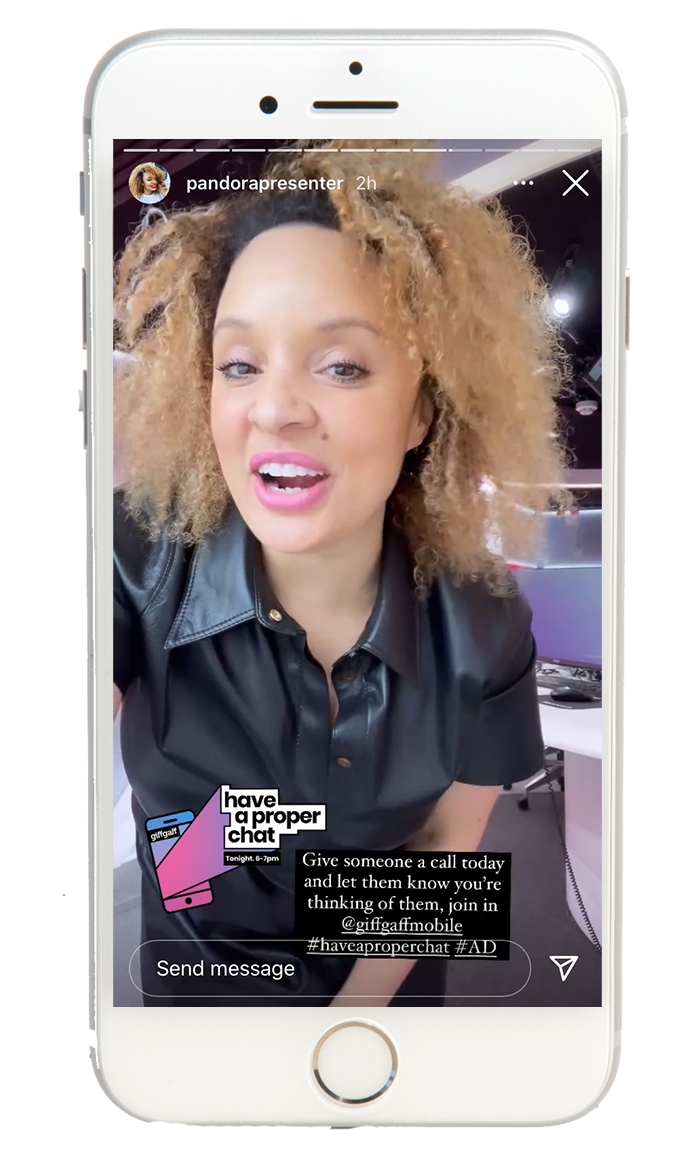 pandorapresenter 2h
have
a proper
chat
giffgaff
Tonight. 6-7pm
Give someone a call today
and let them know you're
thinking of them, join in
@giffgaffmobile
#haveaproperchat #AD
Send message